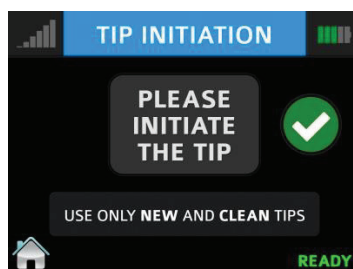 TIP INITIATION
PLEASE
INITIATE
THE TIP
USE ONLY NEW AND CLEAN TIPS
READY